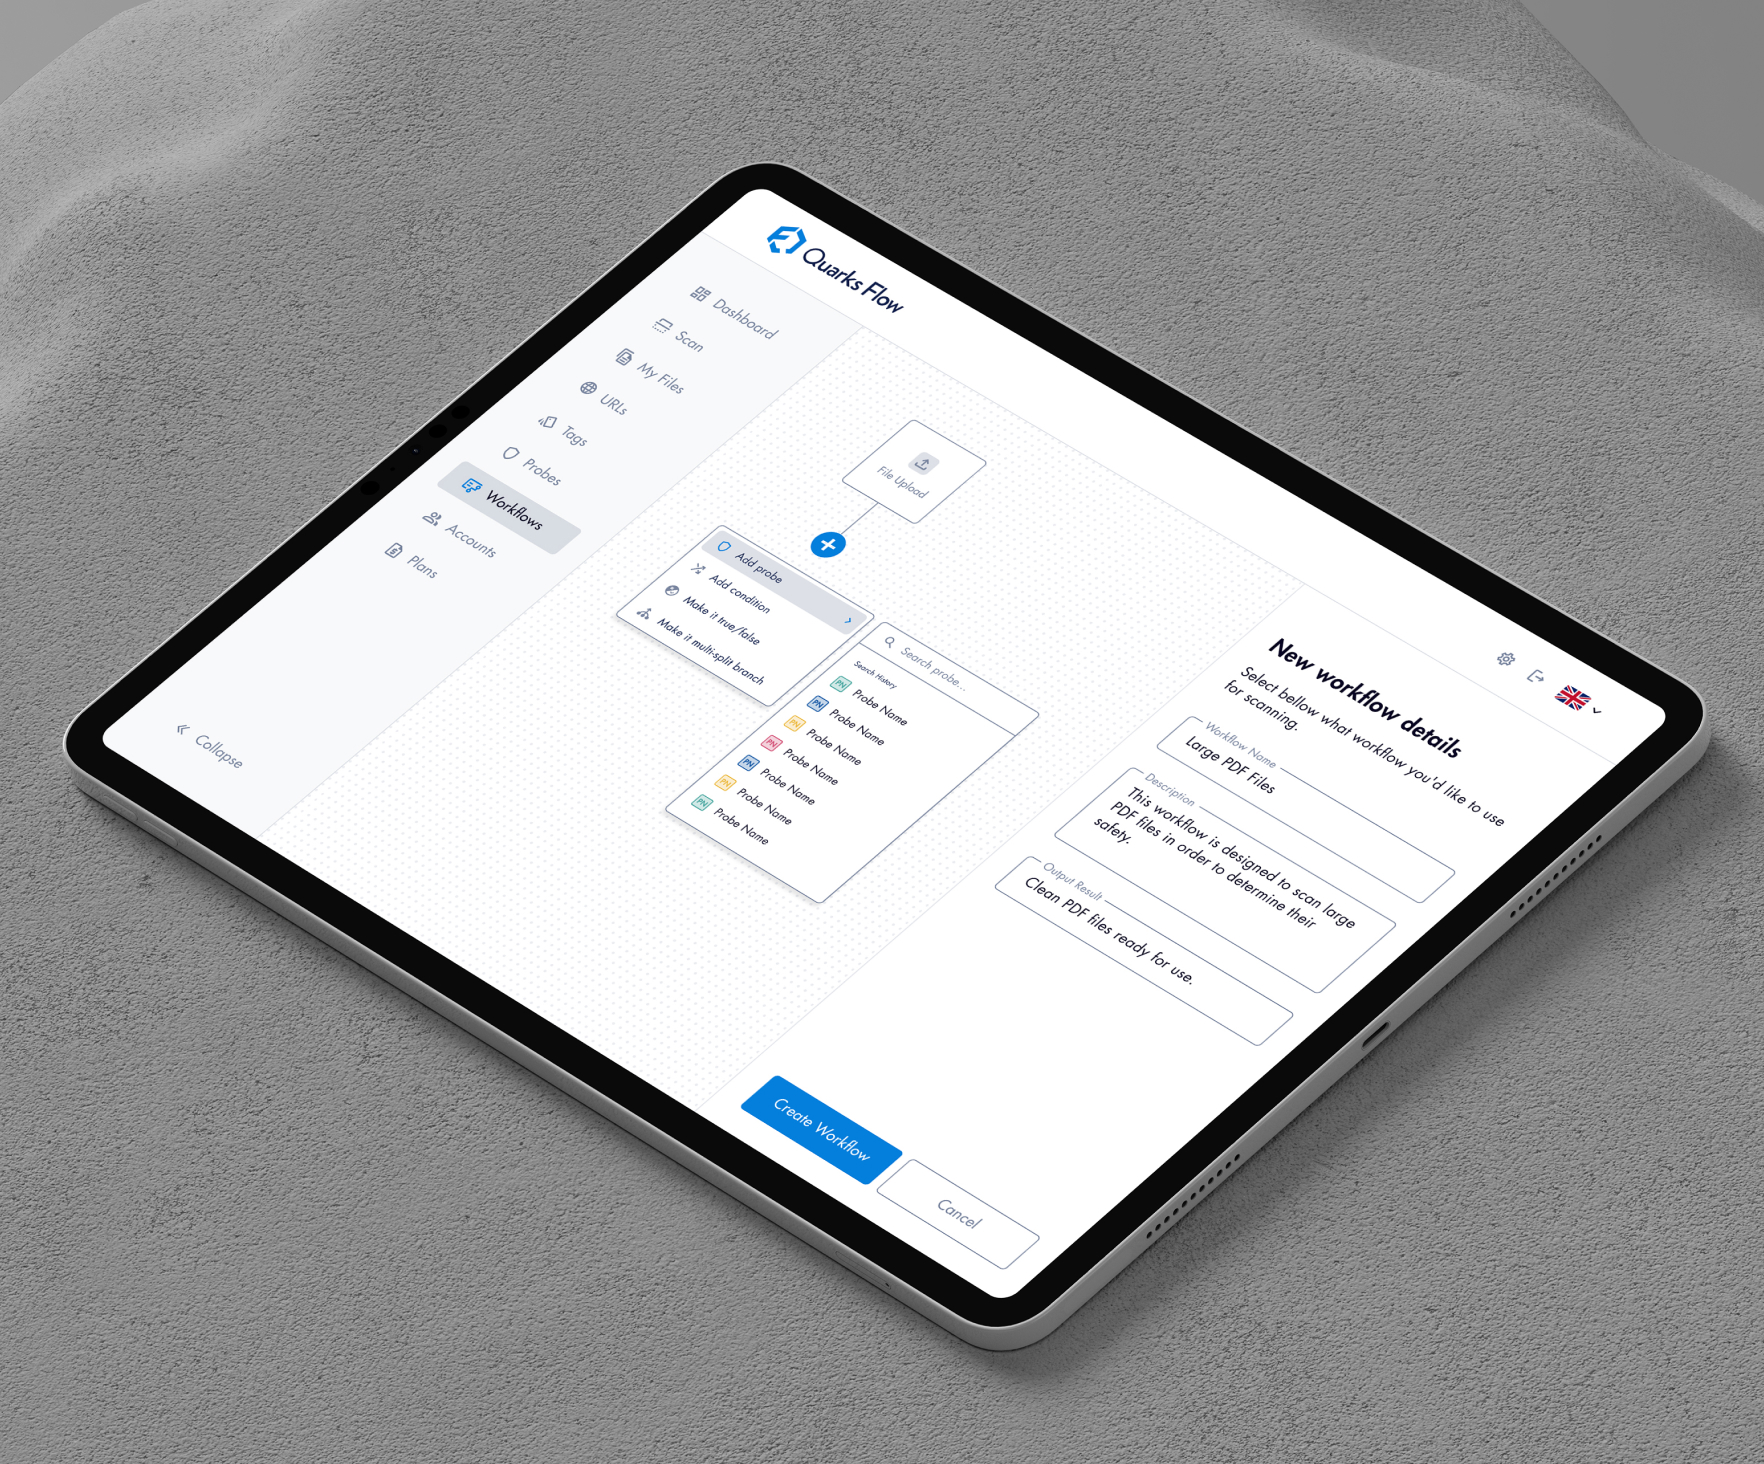 Quarks Flow
Dashboard
Scan
My Files
URLs
Tags
Probes
Workflows
Accounts
Plans
Collapse
File Upload
Add probe
Add condition
Make it true/false
Make it multi-split branch
Search probe...
Search History
PN Probe Name
PN Probe Name
PN Probe Name
PN Probe Name
PN Probe Name
PN Probe Name
PN Probe Name
New workflow details
Select bellow what workflow you'd like to use
for scanning.
Workflow Name
Large PDF Files
Description
This workflow is designed to scan large
PDF files in order to determine their
safety.
Output Result
Clean PDF files ready for use.
Create Workflow
Cancel